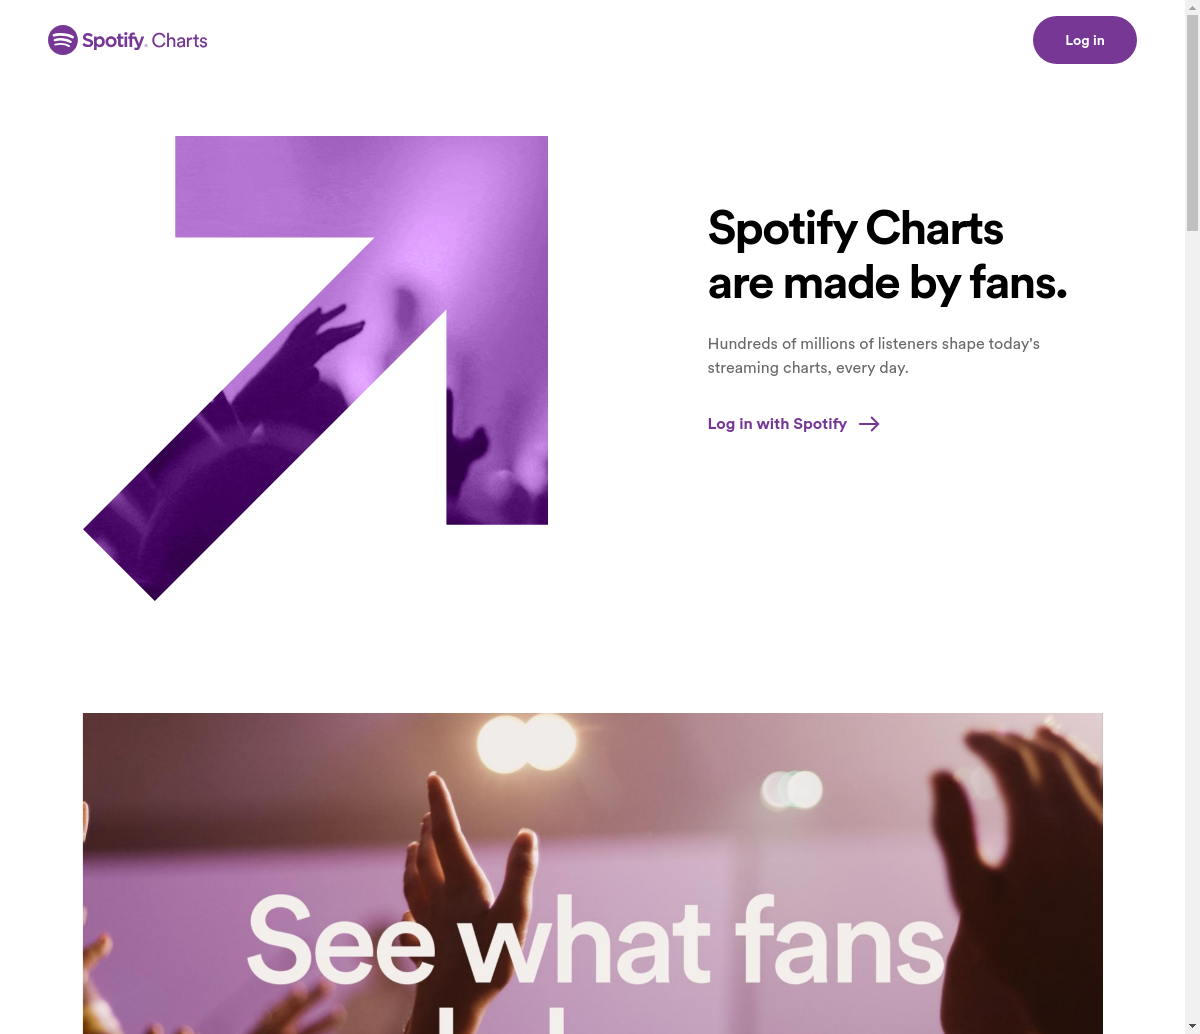 Spotify Charts
Log in
Spotify Charts
are made by fans.
Hundreds of millions of listeners shape today's
streaming charts, every day.
Log in with Spotify
See what fans